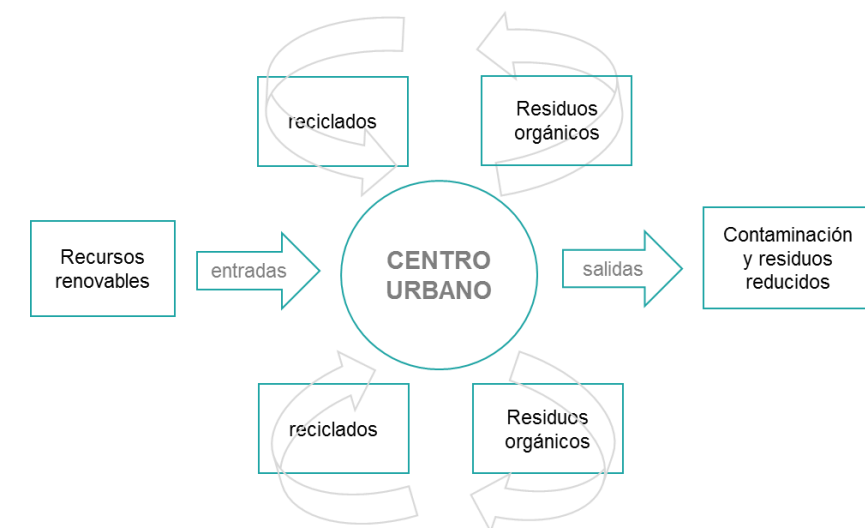 reciclados
Residuos
orgánicos
Recursos
renovables
entradas
CENTRO
URBANO
salidas
Contaminación
y residuos
reducidos
reciclados
Residuos
orgánicos